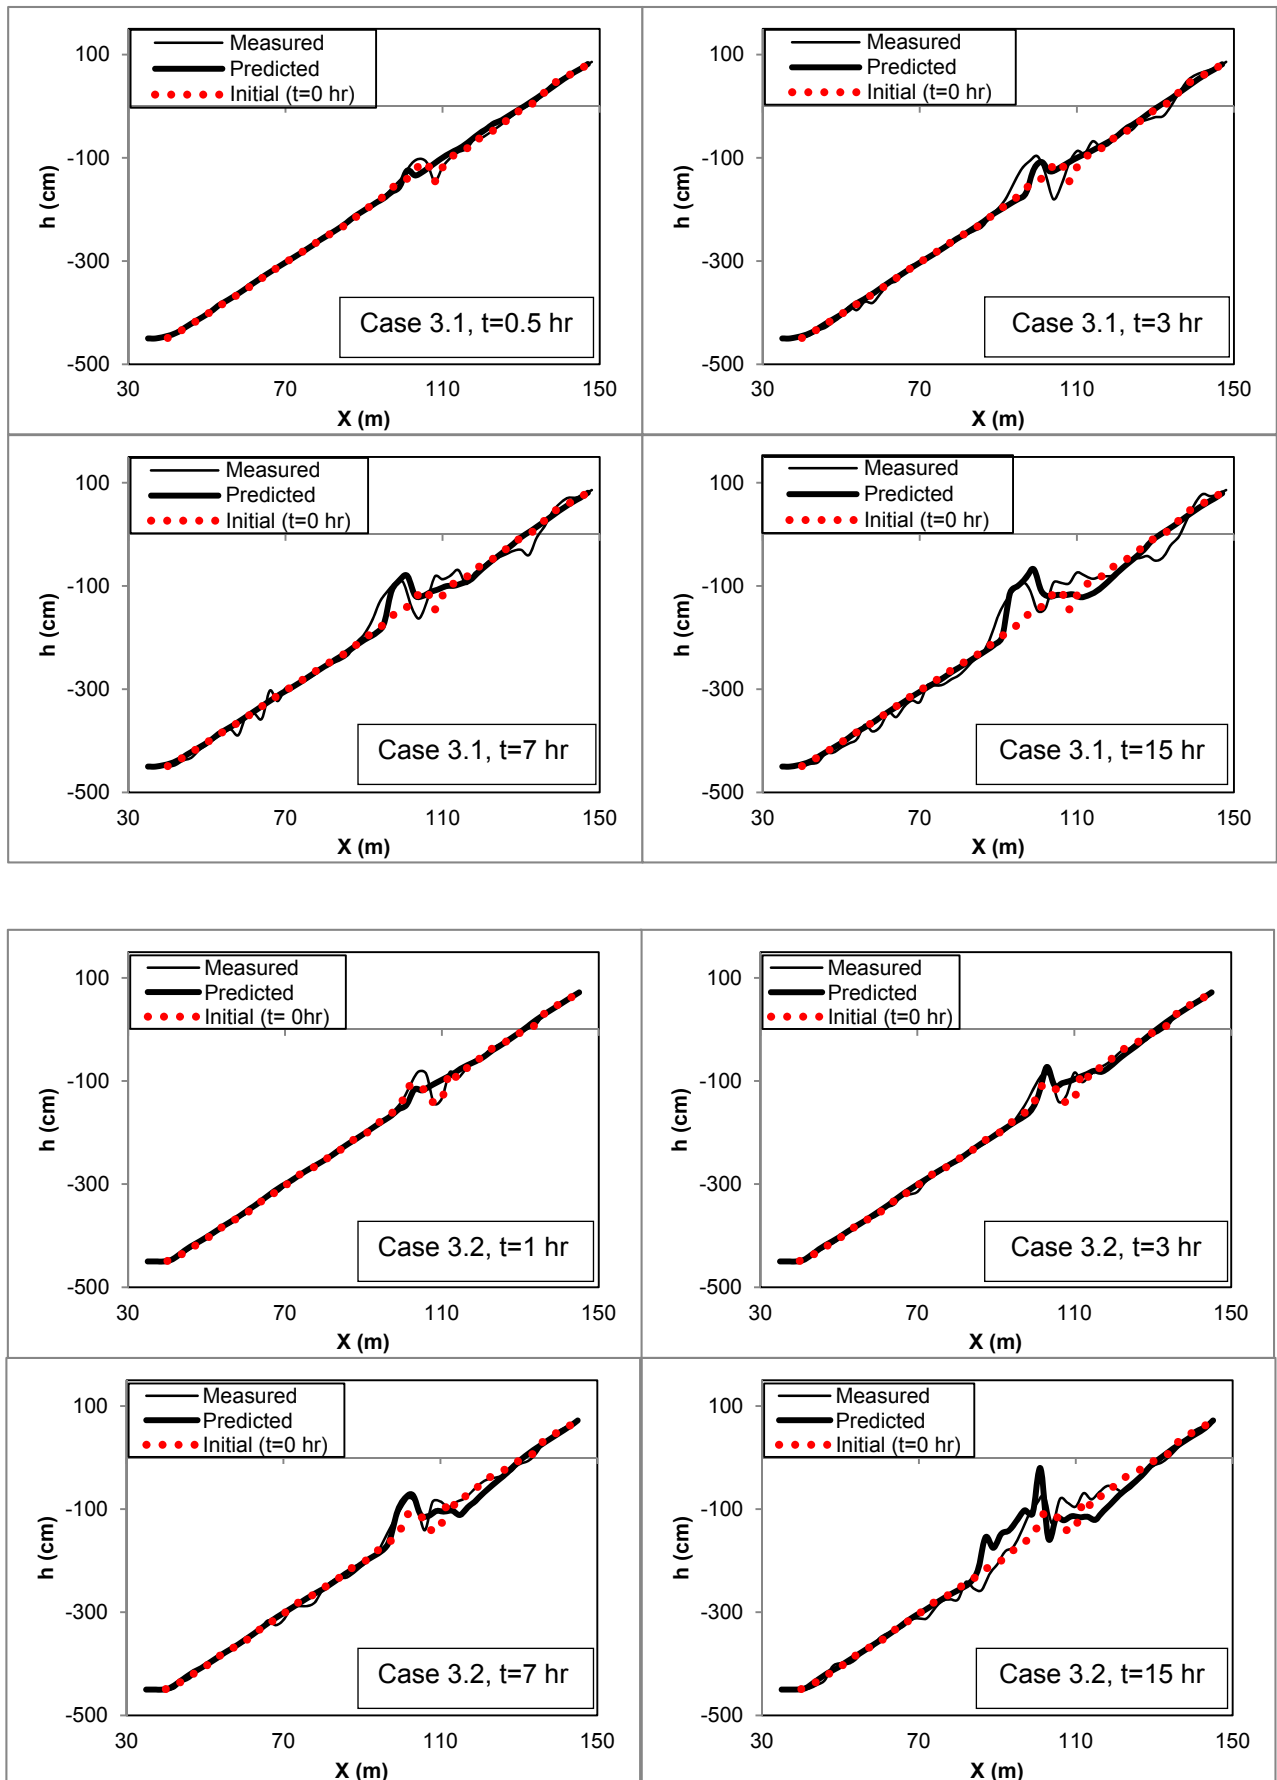 Measured
Predicted
Initial (t=0 hr)
100
-100
-300
-500
h (cm)
30
70
110
150
X (m)
Case 3.1, t=0.5 hr
Measured
Predicted
Initial (t=0 hr)
100
-100
-300
-500
h (cm)
30
70
110
150
X (m)
Case 3.1, t=3 hr
Measured
Predicted
Initial (t=0 hr)
100
-100
-300
-500
h (cm)
30
70
110
150
X (m)
Case 3.1, t=7 hr
Measured
Predicted
Initial (t=0 hr)
100
-100
-300
-500
h (cm)
30
70
110
150
X (m)
Case 3.1, t=15 hr
Measured
Predicted
Initial (t= 0hr)
100
-100
-300
-500
h (cm)
30
70
110
150
X (m)
Case 3.2, t=1 hr
Measured
Predicted
Initial (t=0 hr)
100
-100
-300
-500
h (cm)
30
70
110
150
X (m)
Case 3.2, t=3 hr
Measured
Predicted
Initial (t=0 hr)
100
-100
-300
-500
h (cm)
30
70
110
150
X (m)
Case 3.2, t=7 hr
Measured
Predicted
Initial (t=0 hr)
100
-100
-300
-500
h (cm)
30
70
110
150
X (m)
Case 3.2, t=15 hr